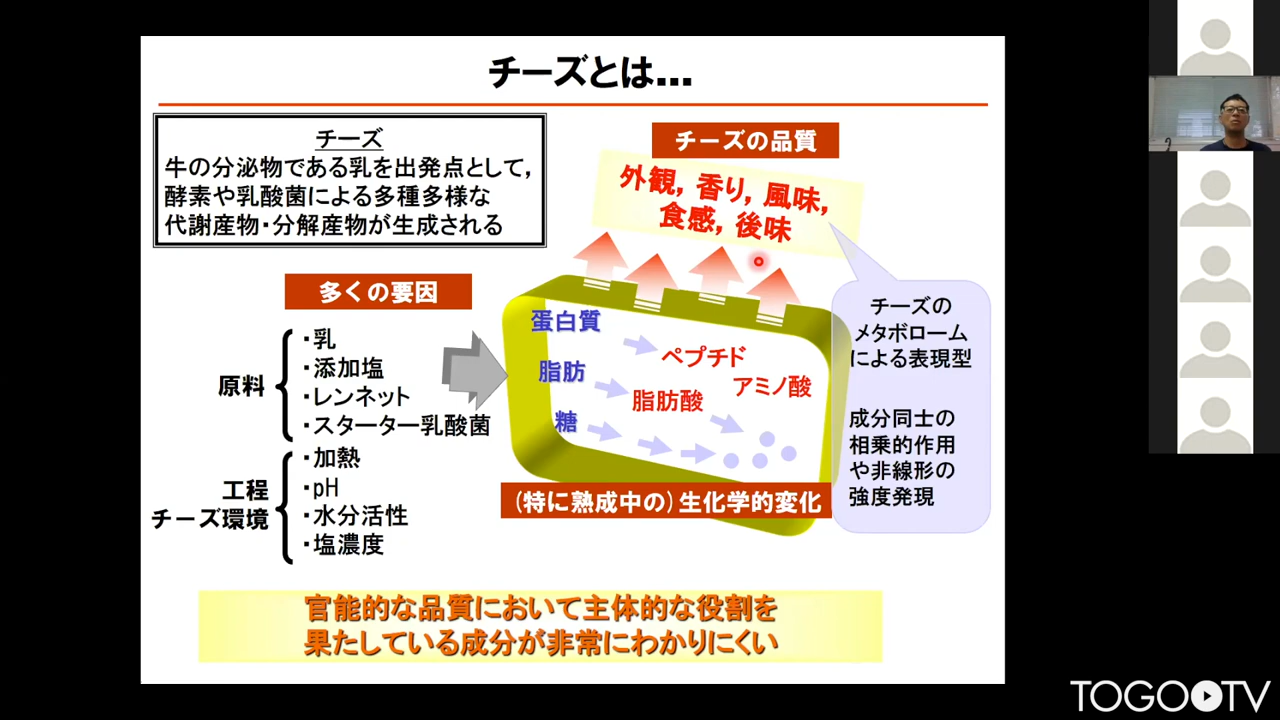 チーズとは…
チーズ
牛の分泌物である乳を出発点として,
酵素や乳酸菌による多種多様な
代謝産物・分解産物が生成される
チーズの品質
外観, 香り, 風味,
食感, 後味
多くの要因
原料
・乳
・添加塩
・レンネット
・スターター乳酸菌
工程
チーズ環境
・加熱
・pH
・水分活性
・塩濃度
蛋白質
脂肪
糖
ペプチド
アミノ酸
脂肪酸
(特に熟成中の) 生化学的変化
チーズの
メタボローム
による表現型
成分同士の
相乗的作用
や非線形の
強度発現
官能的な品質において主体的な役割を
果たしている成分が非常にわかりにくい
TOGOTV